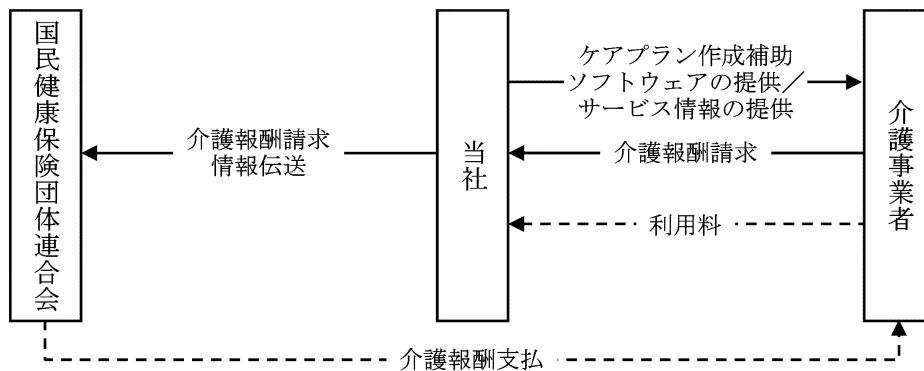 国民健康保険団体連合会
介護報酬請求
情報伝送
当社
ケアプラン作成補助
ソフトウェアの提供／
サービス情報の提供
介護報酬請求
利用料
介護事業者
介護報酬支払